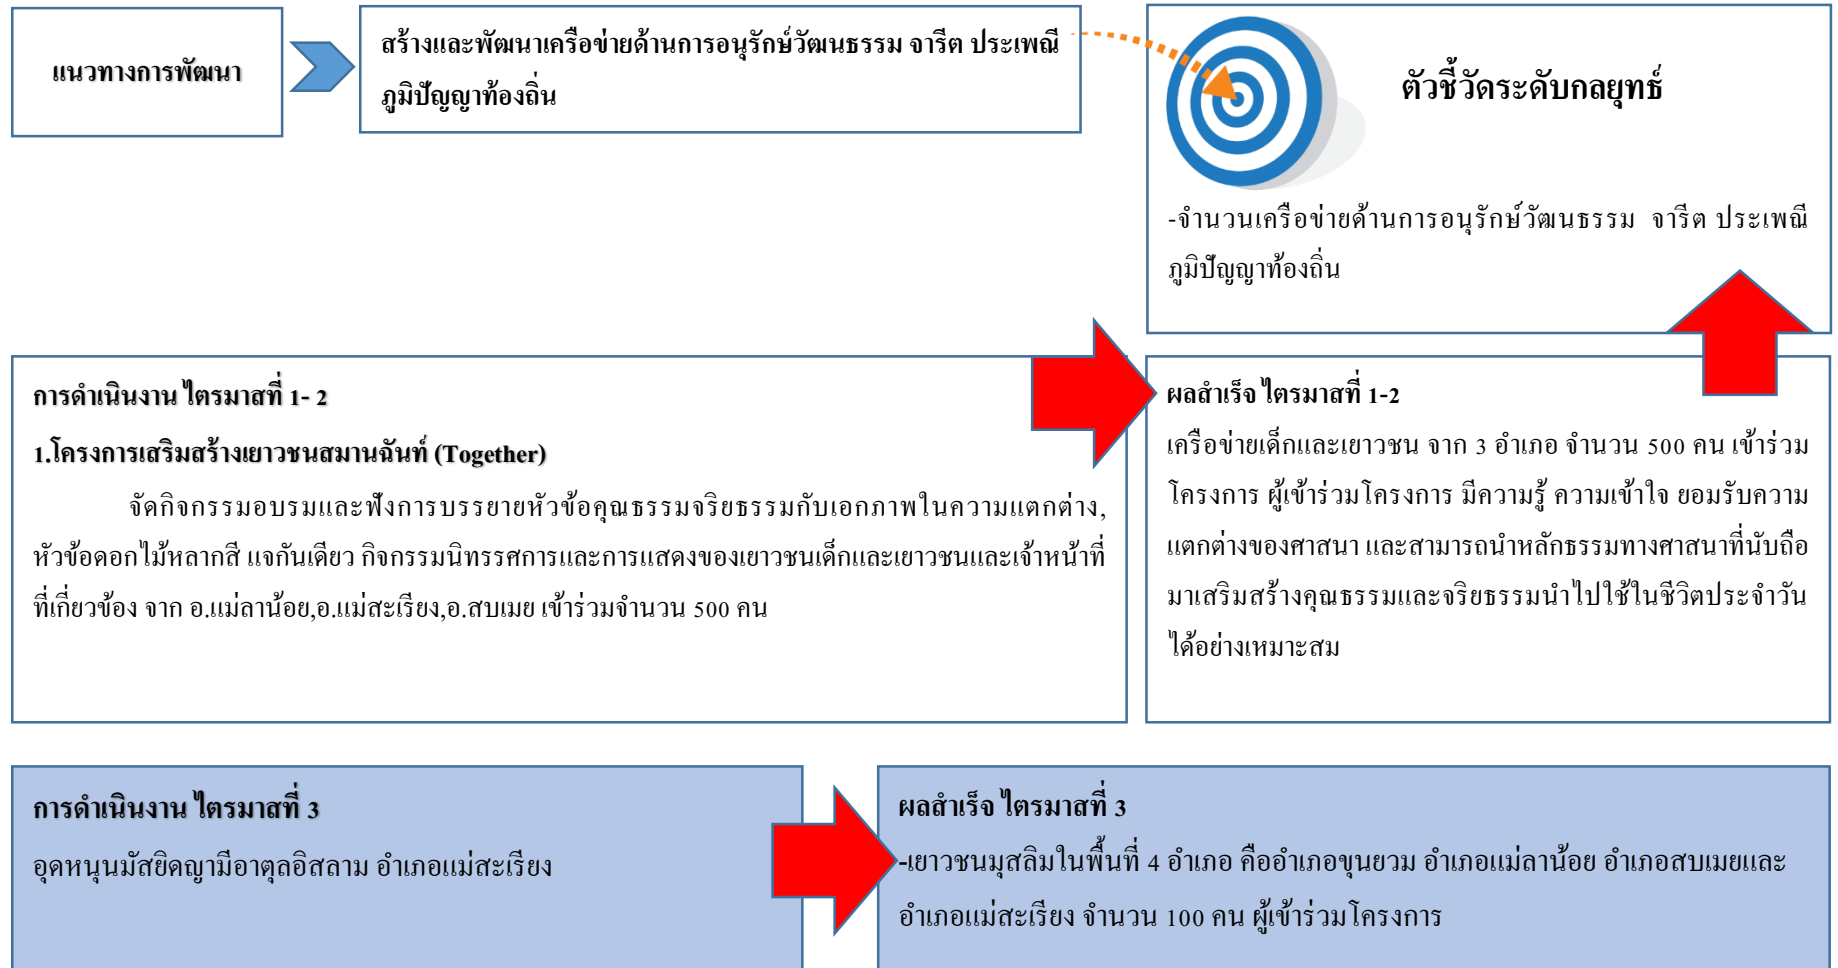 แนวทางการพัฒนา
สร้างและพัฒนาเครือข่ายด้านการอนุรักษ์วัฒนธรรม จารีต ประเพณี
ภูมิปัญญาท้องถิ่น
ตัวชี้วัดระดับกลยุทธ์
-จำนวนเครือข่ายด้านการอนุรักษ์วัฒนธรรม จารีต ประเพณี
ภูมิปัญญาท้องถิ่น
การดำเนินงาน ไตรมาสที่ 1- 2
1.โครงการเสริมสร้างเยาวชนสมานฉันท์ (Together)
จัดกิจกรรมอบรมและฟังการบรรยายหัวข้อคุณธรรมจริยธรรมกับเอกภาพในความแตกต่าง,
หัวข้อดอกไม้หลากสี แจกันเดียว กิจกรรมนิทรรศการและการแสดงของเยาวชนเด็กและเยาวชนและเจ้าหน้าที่
ที่เกี่ยวข้อง จาก อ.แม่ลาน้อย,อ.แม่สะเรียง,อ.สบเมย เข้าร่วมจำนวน 500 คน
ผลสำเร็จ ไตรมาสที่ 1-2
เครือข่ายเด็กและเยาวชน จาก 3 อำเภอ จำนวน 500 คน เข้าร่วม
โครงการ ผู้เข้าร่วมโครงการ มีความรู้ ความเข้าใจ ยอมรับความ
แตกต่างของศาสนา และสามารถนำหลักธรรมทางศาสนาที่นับถือ
มาเสริมสร้างคุณธรรมและจริยธรรมนำไปใช้ในชีวิตประจำวัน
ได้อย่างเหมาะสม
การดำเนินงาน ไตรมาสที่ 3
อุดหนุนมัสยิดญามีอาตุลอิสลาม อำเภอแม่สะเรียง
ผลสำเร็จ ไตรมาสที่ 3
-เยาวชนมุสลิมในพื้นที่ 4 อำเภอ คืออำเภอขุนยวม อำเภอแม่ลาน้อย อำเภอสบเมยและ
อำเภอแม่สะเรียง จำนวน 100 คน ผู้เข้าร่วมโครงการ